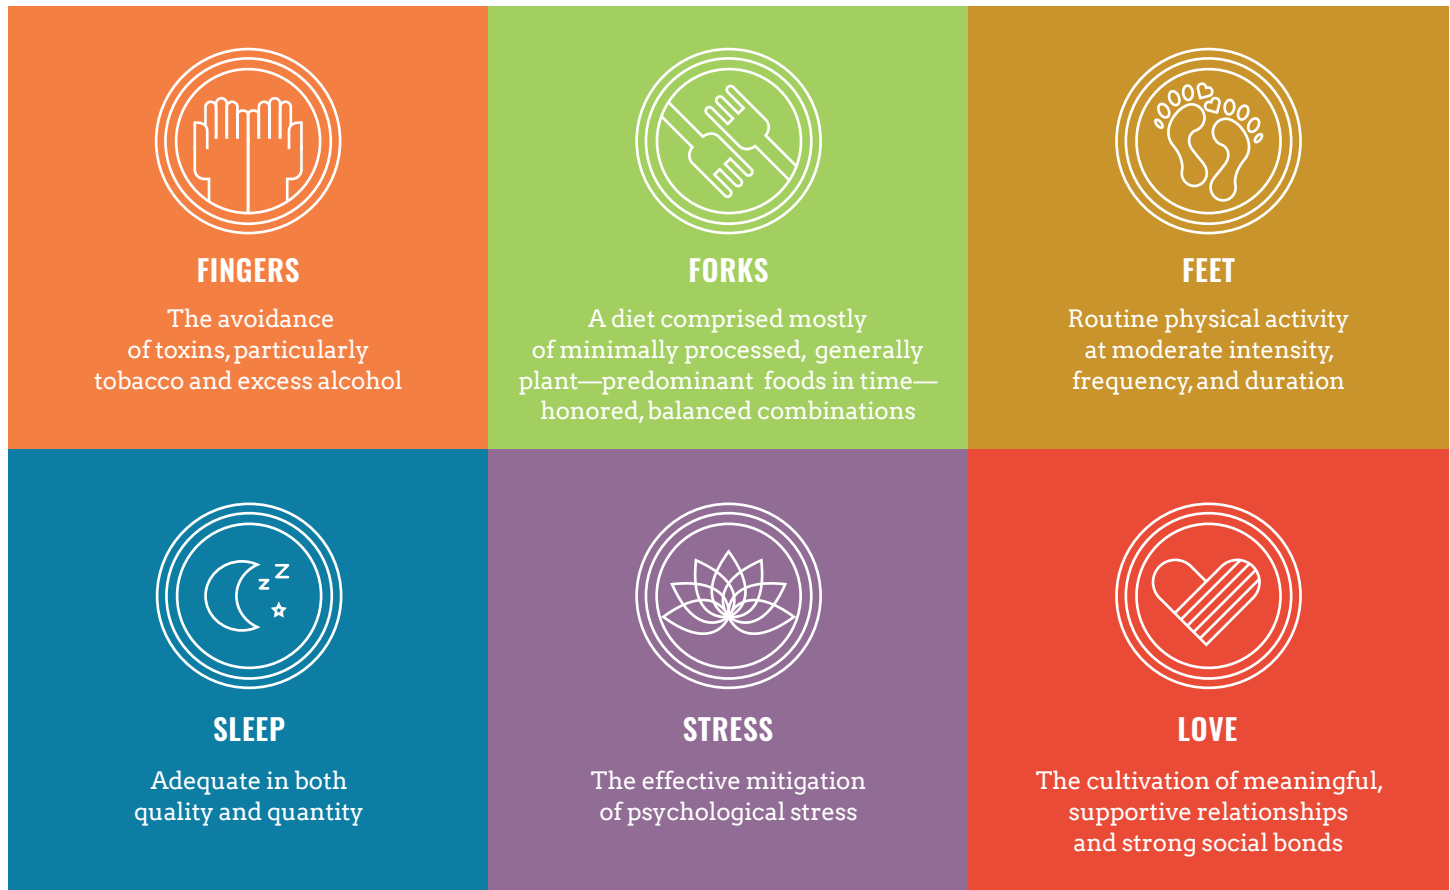 FINGERS
The avoidance
of toxins, particularly
tobacco and excess alcohol
FORKS
A diet comprised mostly
of minimally processed, generally
plant—predominant foods in time—
honored, balanced combinations
FEET
Routine physical activity
at moderate intensity,
frequency, and duration
z Z
SLEEP
Adequate in both
quality and quantity
STRESS
The effective mitigation
of psychological stress
LOVE
The cultivation of meaningful,
supportive relationships
and strong social bonds